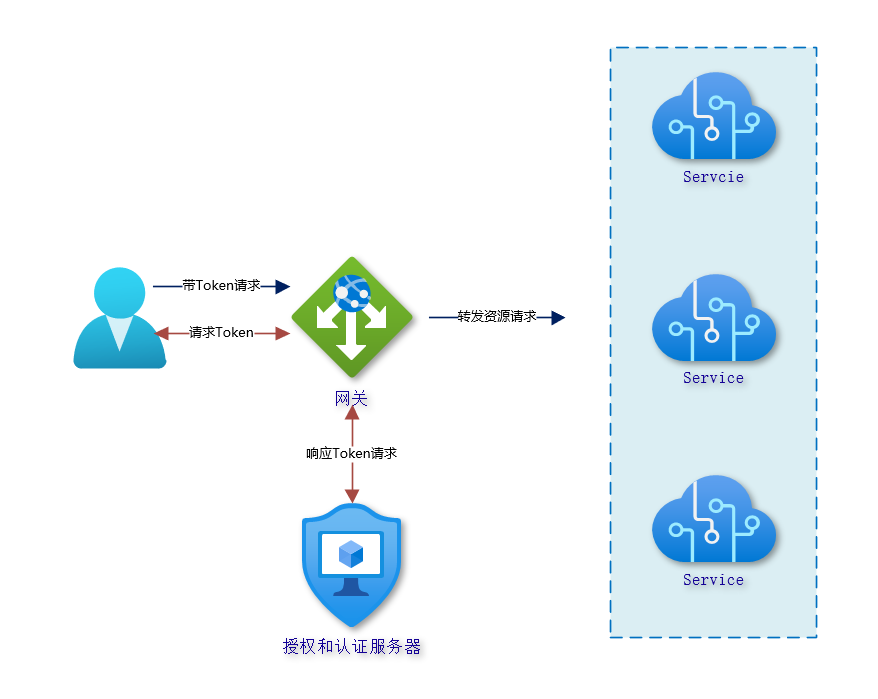 Servcie
带Token请求
请求Token
转发资源请求
Service
网关
响应Token请求
Service
授权和认证服务器